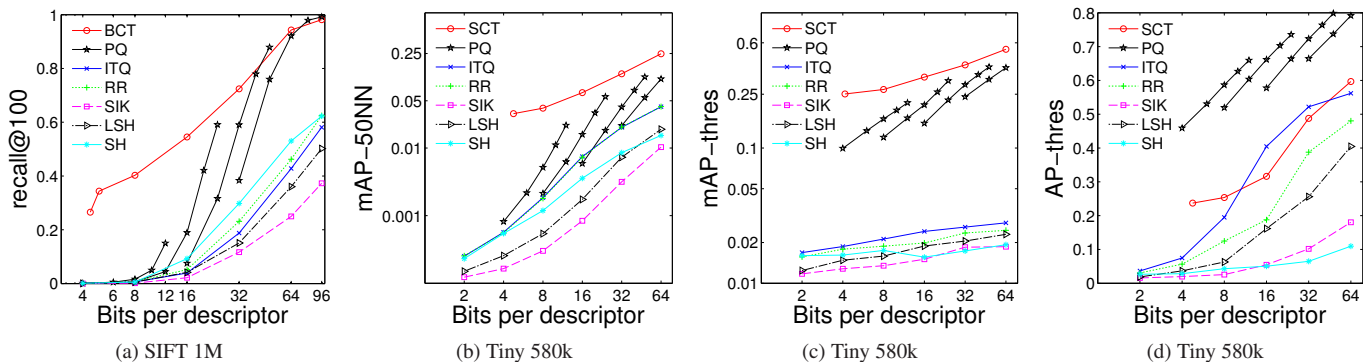 recall@100
1
0.8
0.6
0.4
0.2
0
BCT
PQ
ITQ
RR
SIK
LSH
SH
4 6 8 12 16 32 64 96
Bits per descriptor
(a) SIFT 1M
mAP−50NN
0.25
0.05
0.01
0.001
SCT
PQ
ITQ
RR
SIK
LSH
SH
2 4 8 16 32 64
Bits per descriptor
(b) Tiny 580k
mAP−thres
0.6
0.25
0.1
0.05
0.02
0.01
SCT
PQ
ITQ
RR
SIK
LSH
SH
2 4 8 16 32 64
Bits per descriptor
(c) Tiny 580k
AP−thres
0.8
0.7
0.6
0.5
0.4
0.3
0.2
0.1
0
SCT
PQ
ITQ
RR
SIK
LSH
SH
2 4 8 16 32 64
Bits per descriptor
(d) Tiny 580k